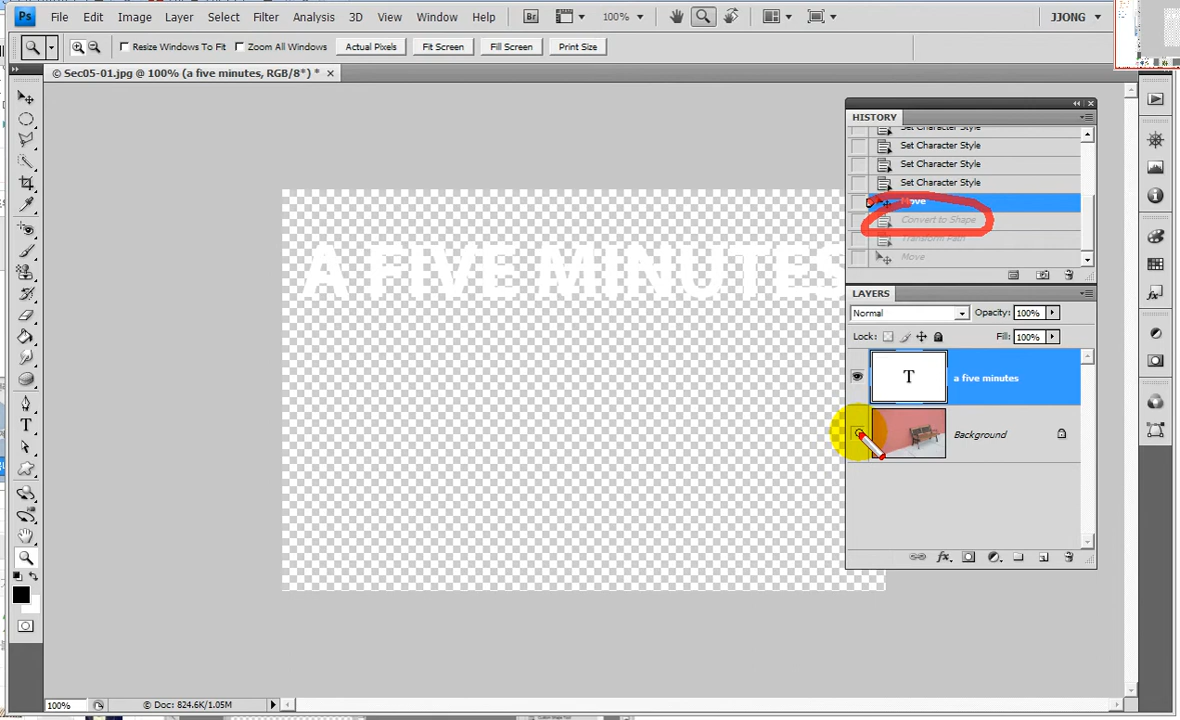 Ps File Edit Image Layer Select Filter Analysis 3D View Window Help Br 100% JJONG
Resize Windows To Fit Zoom All Windows Actual Pixels Fit Screen Fill Screen Print Size
© Sec05-01.jpg @ 100% (a five minutes, RGB/8*) *
HISTORY
Set Character Style
Set Character Style
Set Character Style
Set Character Style
Move
Convert to Shape
Transform Path
Move
A FIVE MINUTES
LAYERS
Normal Opacity: 100%
Lock: Fill: 100%
T a five minutes
Background
T
fx
100% © Doc: 824.6K/1.05M